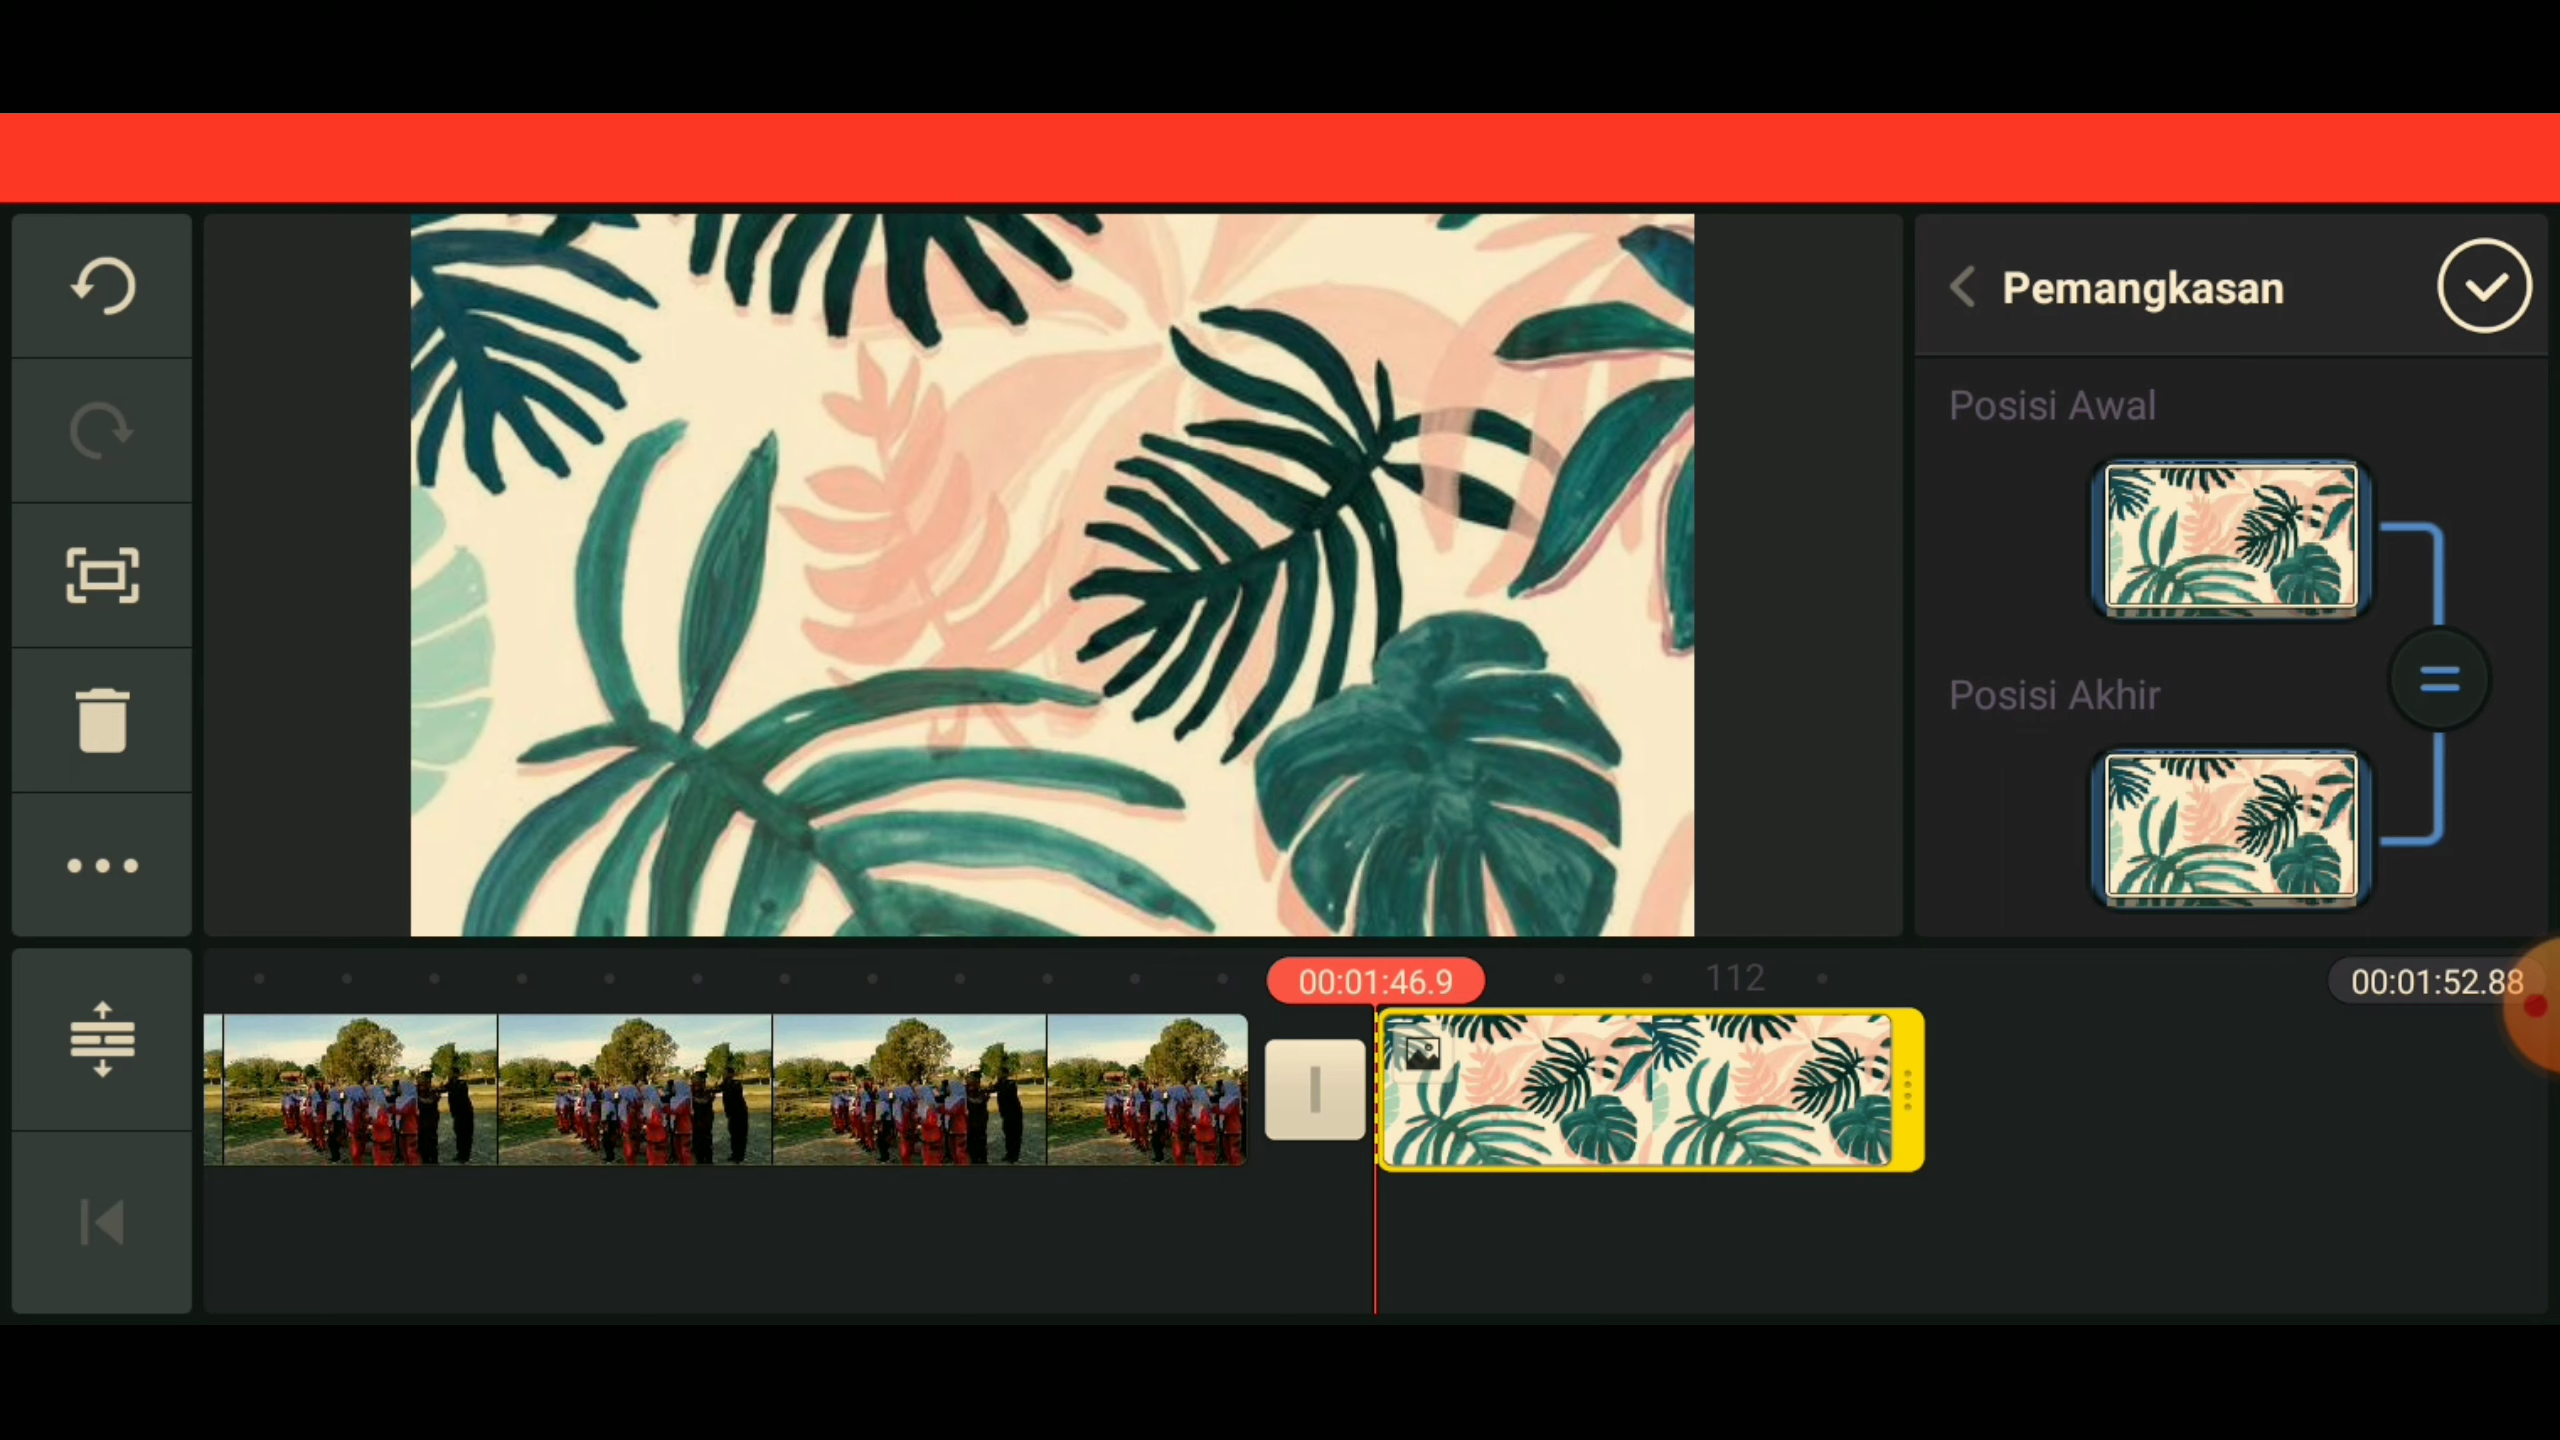 Pemangkasan
Posisi Awal
Posisi Akhir
00:01:46.9
112
00:01:52.88